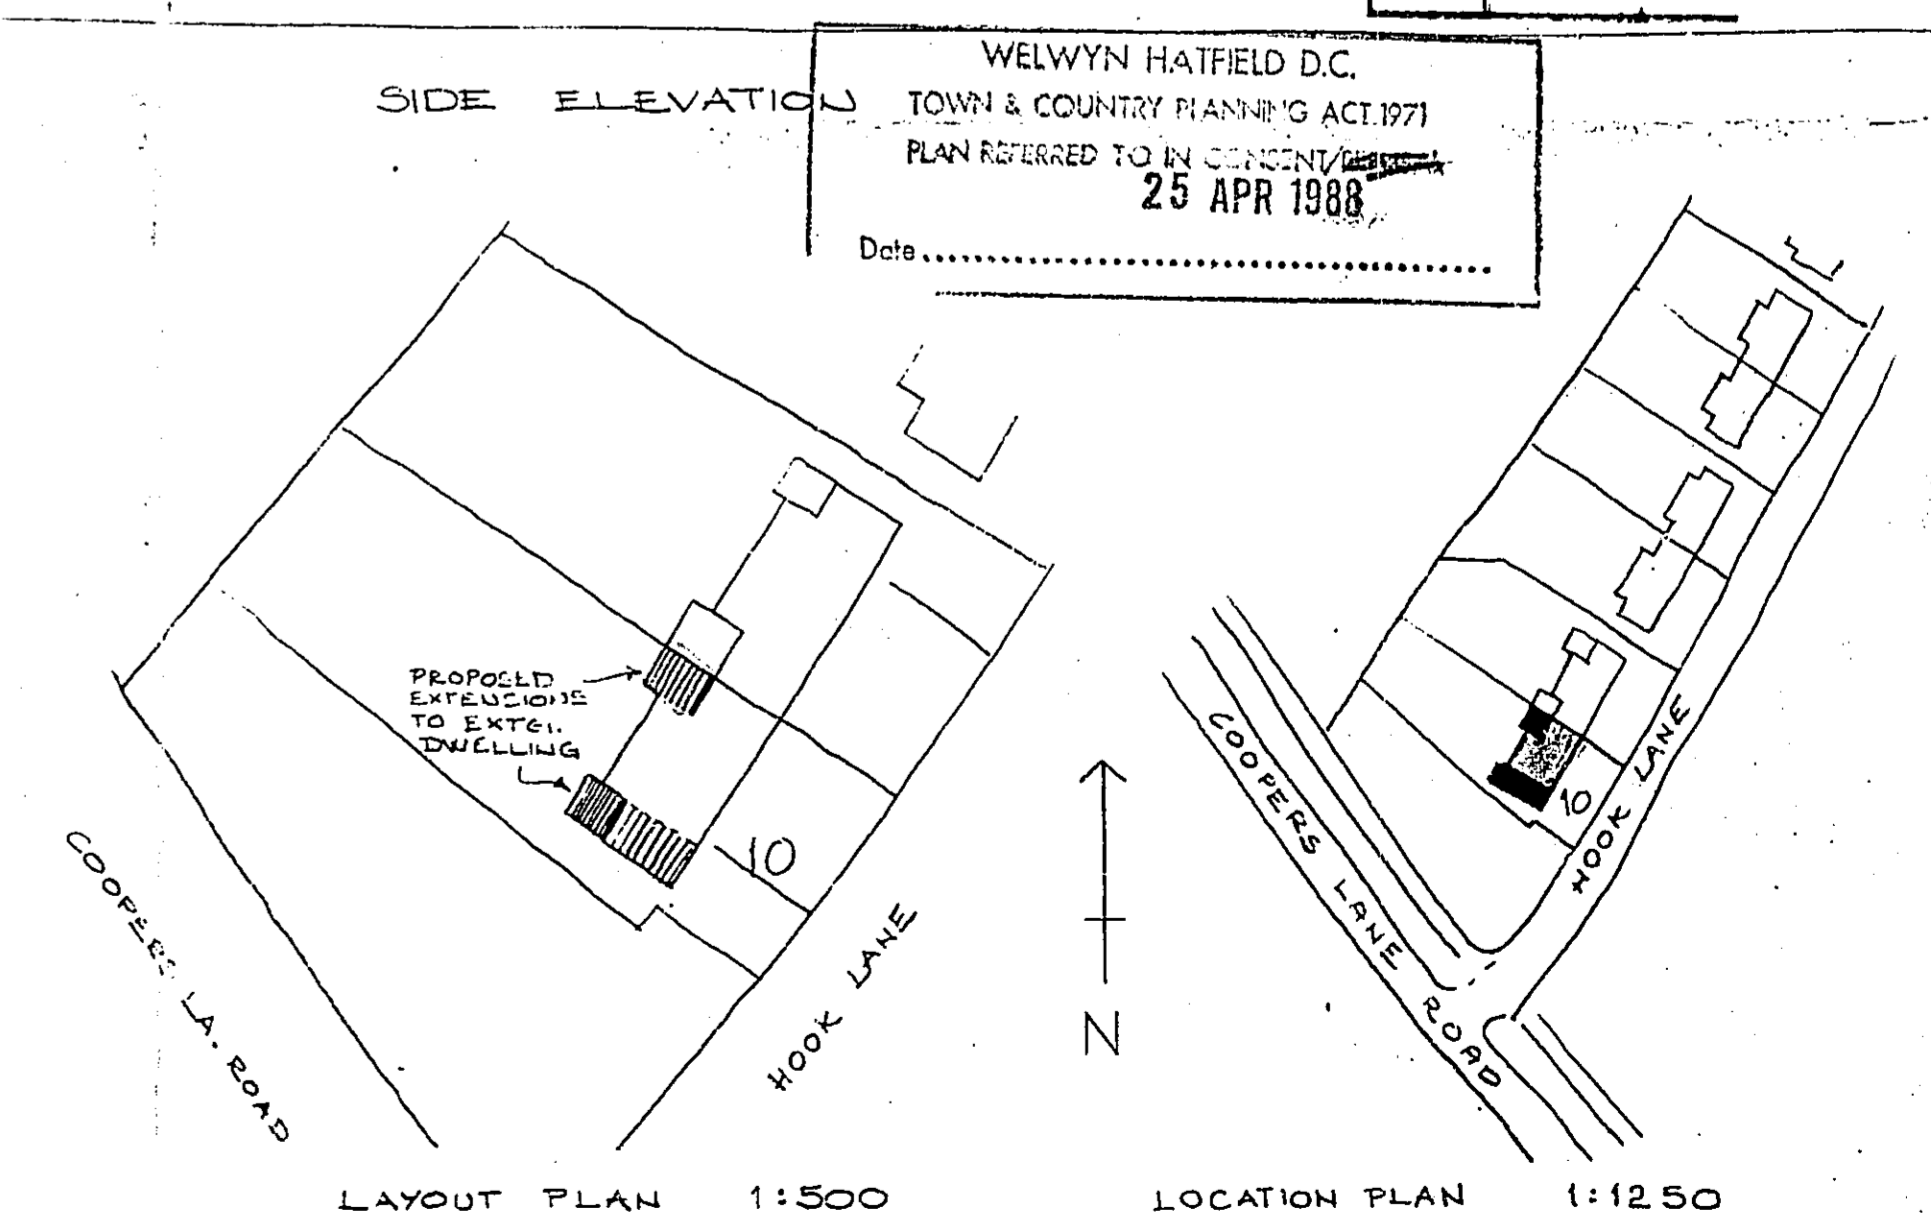 SIDE ELEVATION
WELWYN HATFIELD D.C.
TOWN & COUNTRY PLANNING ACT.1971
PLAN REFERRED TO IN CONSENT/
25 APR 1988
Date
PROPOSED
EXTENSIONS
TO EXTG.
DWELLING
10
COOPERS LA. ROAD
HOOK LANE
N
10
HOOK LANE
COOPERS LANE ROAD
LAYOUT PLAN 1:500
LOCATION PLAN 1:1250